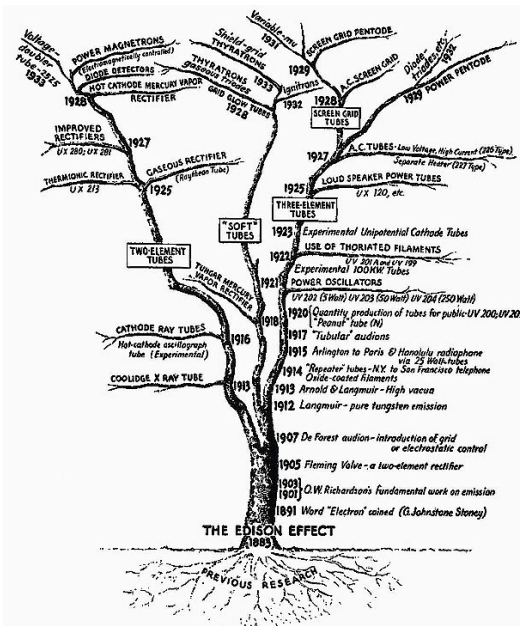 Voltage-
doubler
tube-2525
1933
POWER MAGNETRONS
(Electromagnetically controlled)
DIODE DETECTORS
1928
HOT CATHODE MERCURY VAPOR
RECTIFIER
IMPROVED
RECTIFIERS
UX 280; UX 281
1927
THERMIONIC RECTIFIER
UX 213
GASEOUS RECTIFIER
(Raytheon Tube)
1925
TWO-ELEMENT
TUBES
CATHODE RAY TUBES
Hot-cathode oscillograph
tube (Experimental)
1916
COOLIDGE X RAY TUBE
1913
Shield-grid
THYRATRONS
1933
THYRATRONS
gaseous Diodes
GRID GLOW TUBES
1928
Ignitrons
1932
"SOFT"
TUBES
TUNGAR MERCURY
VAPOR RECTIFIER
1918
Variable-mu
1931
SCREEN GRID PENTODE
1929
A.C. SCREEN GRID
1928
SCREEN GRID
TUBES
Diode-
triodes, etc.
1932
1929 POWER PENTODE
1927
A.C. TUBES-Low Voltage, High Current (226 Type)
Separate Heater (227 Type)
1925
LOUD SPEAKER POWER TUBES
UX 120, etc.
THREE-ELEMENT
TUBES
1923 Experimental Unipotential Cathode Tubes
1922
USE OF THORIATED FILAMENTS
UV 201A and UV 199
Experimental 100KW Tubes
1921
POWER OSCILLATORS
UV 202 (5 Watt) UV 203 (50 Watt) UV 204 (250 Watt)
1920 Quantity production of tubes for public-UV 200; UV 201
"Peanut" tube (N)
1917 "Tubular" audions
1915 Arlington to Paris & Honolulu radiophone
via 25 Watt-tubes
1914 "Repeater" tubes-N.Y. to San Francisco telephone
Oxide-coated filaments
1913 Arnold & Langmuir-High vacua
1912 Langmuir-pure tungsten emission
1907 De Forest audion-introduction of grid
or electrostatic control
1905 Fleming Valve-a two-element rectifier
1903
1901 O.W. Richardson's fundamental work on emission
1891 Word "Electron" coined (G. Johnstone Stoney)
THE EDISON EFFECT
1883
PREVIOUS RESEARCH